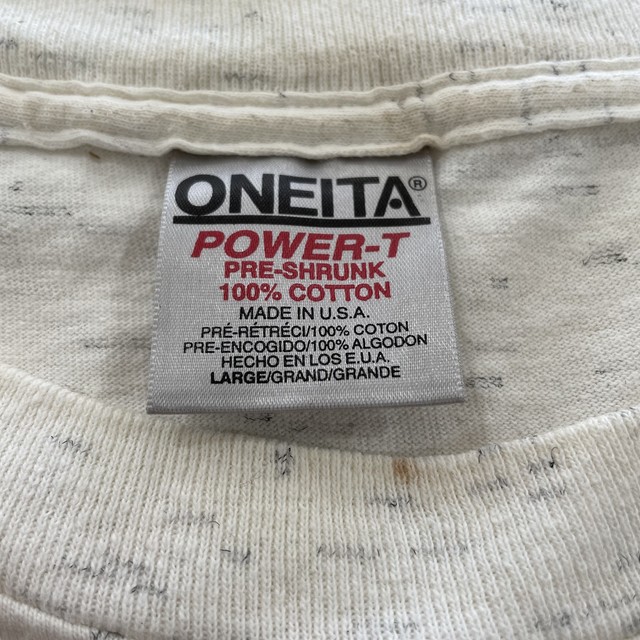 ONEITA®
POWER-T
PRE-SHRUNK
100% COTTON
MADE IN U.S.A.
PRÉ-RÉTRÉCI/100% COTON
PRE-ENCOGIDO/100% ALGODON
HECHO EN LOS E.U.A.
LARGE/GRAND/GRANDE